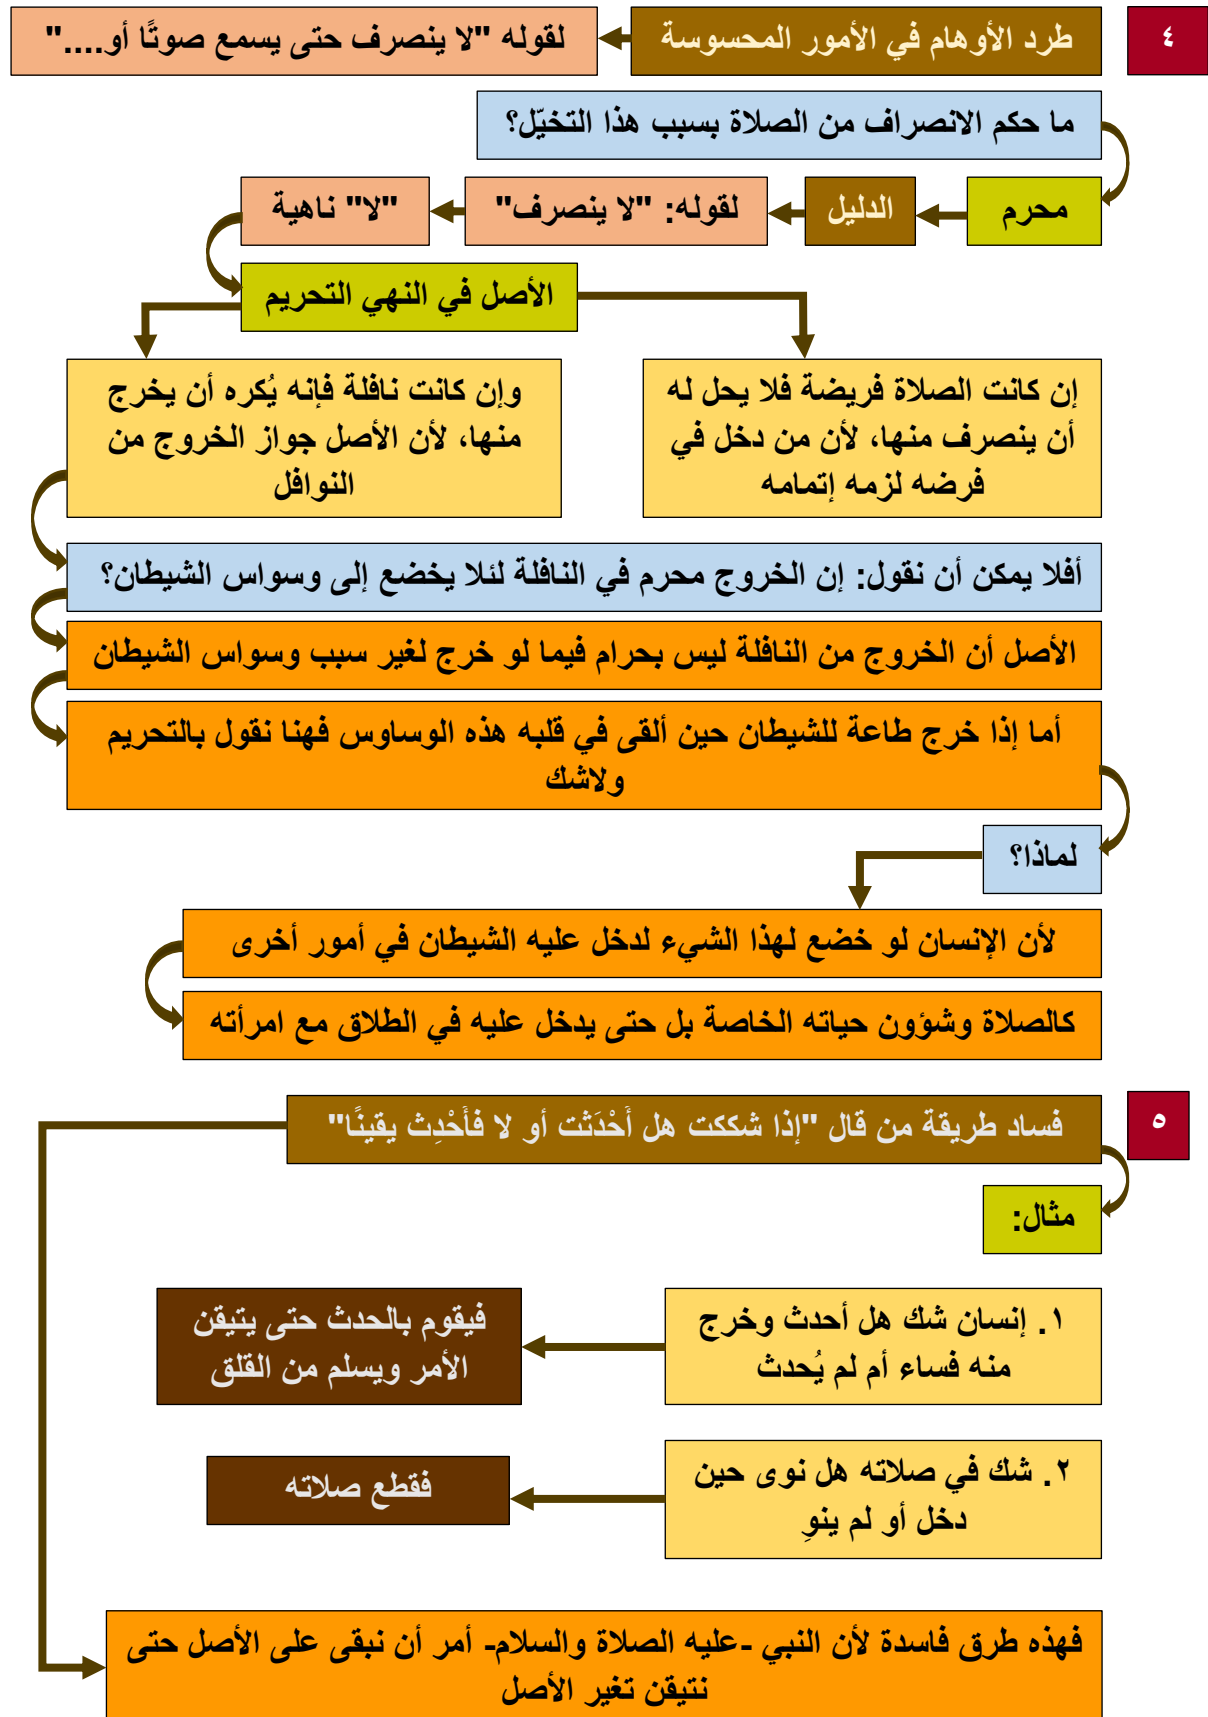 ٤
طرد الأوهام في الأمور المحسوسة
لقوله "لا ينصرف حتى يسمع صوتًا أو...."
ما حكم الانصراف من الصلاة بسبب هذا التخيّل؟
محرم
الدليل
لقوله: "لا ينصرف"
"لا" ناهية
الأصل في النهي التحريم
إن كانت الصلاة فريضة فلا يحل له
أن ينصرف منها، لأن من دخل في
فرضه لزمه إتمامه
وإن كانت نافلة فإنه يُكره أن يخرج
منها، لأن الأصل جواز الخروج من
النوافل
أفلا يمكن أن نقول: إن الخروج محرم في النافلة لئلا يخضع إلى وسواس الشيطان؟
الأصل أن الخروج من النافلة ليس بحرام فيما لو خرج لغير سبب وسواس الشيطان
أما إذا خرج طاعة للشيطان حين ألقى في قلبه هذه الوساوس فهنا نقول بالتحريم
ولاشك
لماذا؟
لأن الإنسان لو خضع لهذا الشيء لدخل عليه الشيطان في أمور أخرى
كالصلاة وشؤون حياته الخاصة بل حتى يدخل عليه في الطلاق مع امرأته
٥
فساد طريقة من قال "إذا شككت هل أَحْدَثت أو لا فأَحْدِث يقينًا"
مثال:
١. إنسان شك هل أحدث وخرج
منه فساء أم لم يُحدث
فيقوم بالحدث حتى يتيقن
الأمر ويسلم من القلق
٢. شك في صلاته هل نوى حين
دخل أو لم ينوِ
فقطع صلاته
فهذه طرق فاسدة لأن النبي -عليه الصلاة والسلام- أمر أن نبقى على الأصل حتى
نتيقن تغير الأصل